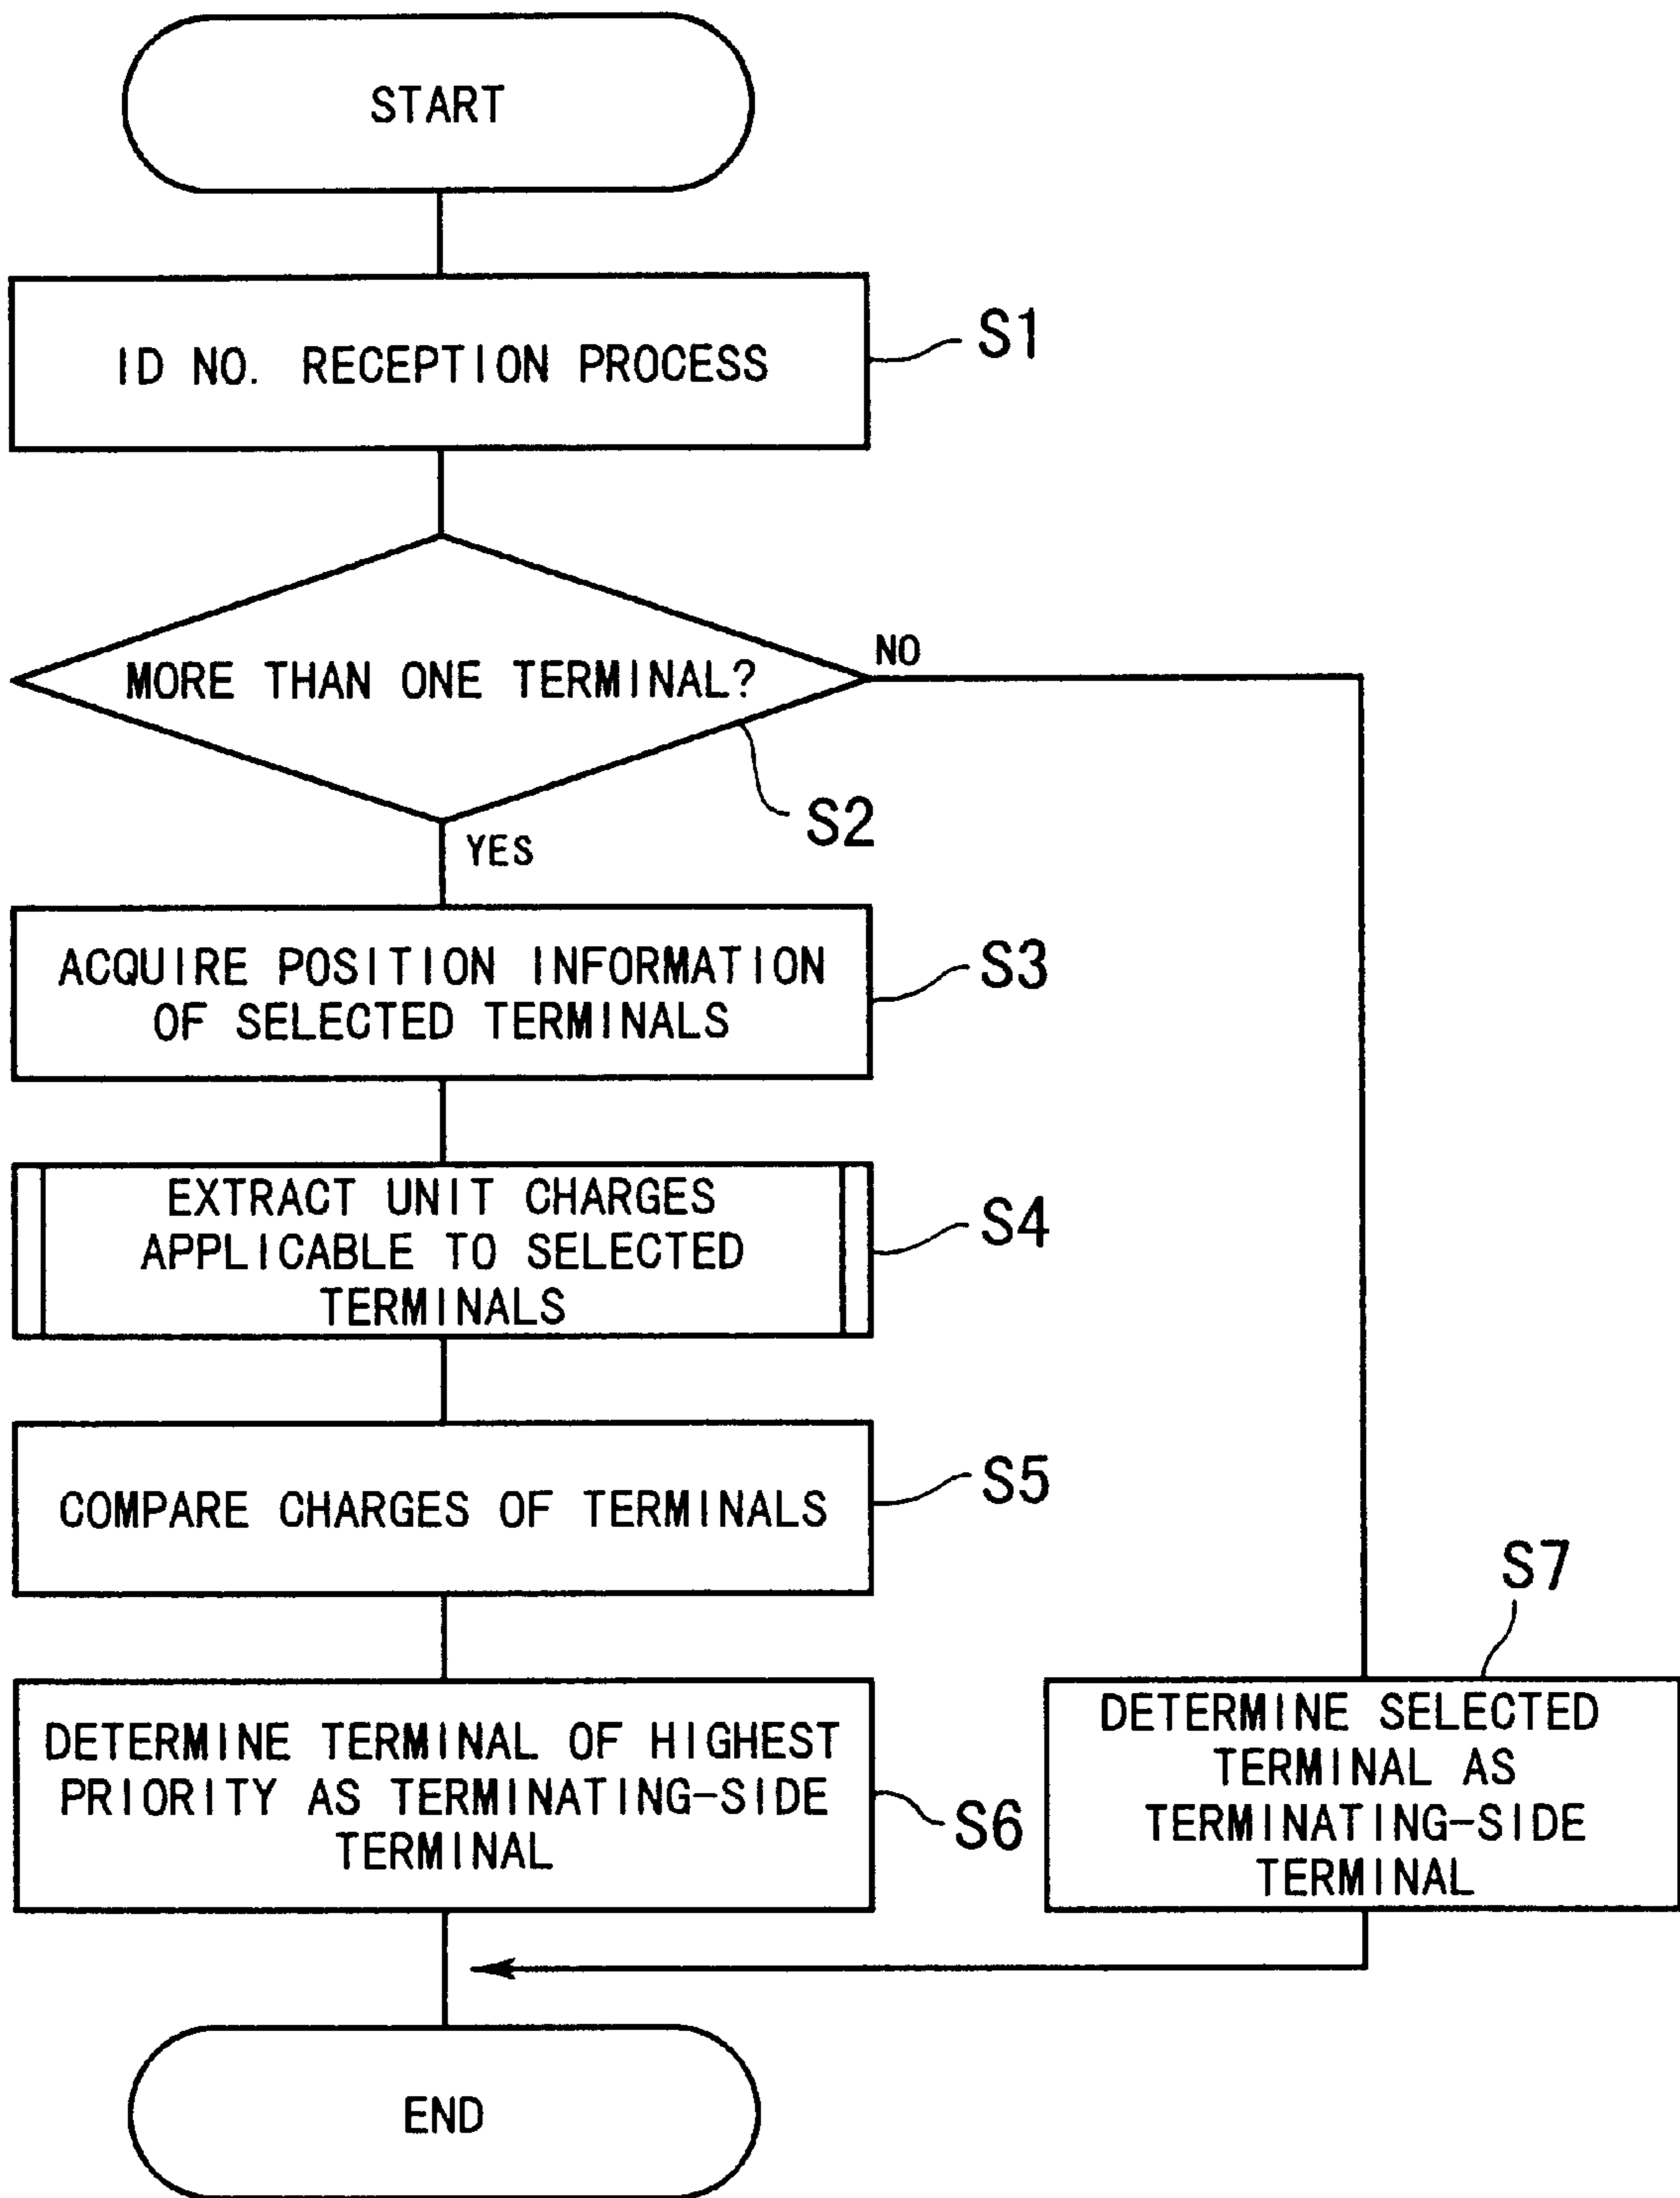 START
ID NO. RECEPTION PROCESS
S1
MORE THAN ONE TERMINAL?
NO
S2
YES
ACQUIRE POSITION INFORMATION
OF SELECTED TERMINALS
S3
EXTRACT UNIT CHARGES
APPLICABLE TO SELECTED
TERMINALS
S4
COMPARE CHARGES OF TERMINALS
S5
DETERMINE TERMINAL OF HIGHEST
PRIORITY AS TERMINATING-SIDE
TERMINAL
S6
S7
DETERMINE SELECTED
TERMINAL AS
TERMINATING-SIDE
TERMINAL
END